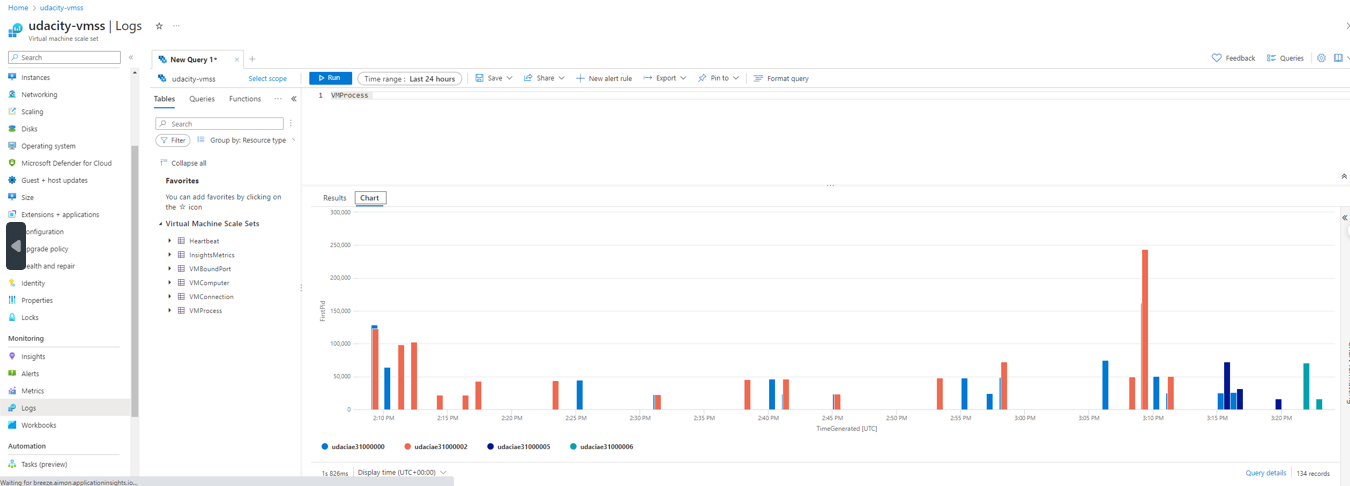 Home > udacity-vmss
udacity-vmss | Logs
Virtual machine scale set
Search
Instances
Networking
Scaling
Disks
Operating system
Microsoft Defender for Cloud
Guest + host updates
Size
Extensions + applications
onfiguration
pgrade policy
ealth and repair
Identity
Properties
Locks
Monitoring
Insights
Alerts
Metrics
Logs
Workbooks
Automation
Tasks (preview)
Waiting for breeze.aimon.applicationinsights.io...
New Query 1*
Feedback
Queries
udacity-vmss
Select scope
Run
Time range : Last 24 hours
Save
Share
New alert rule
Export
Pin to
Format query
Tables
Queries
Functions
Search
Filter
Group by: Resource type
Collapse all
Favorites
You can add favorites by clicking on
the ☆ icon
Virtual Machine Scale Sets
Heartbeat
InsightsMetrics
VMBoundPort
VMComputer
VMConnection
VMProcess
1 VMProcess
Results
Chart
300,000
250,000
200,000
150,000
100,000
50,000
0
FirstPid
2:10 PM 2:15 PM 2:20 PM 2:25 PM 2:30 PM 2:35 PM 2:40 PM 2:45 PM 2:50 PM 2:55 PM 3:00 PM 3:05 PM 3:10 PM 3:15 PM 3:20 PM
TimeGenerated [UTC]
udaciae31000000 udaciae31000002 udaciae31000005 udaciae31000006
1s 826ms
Display time (UTC+00:00)
Query details
134 records